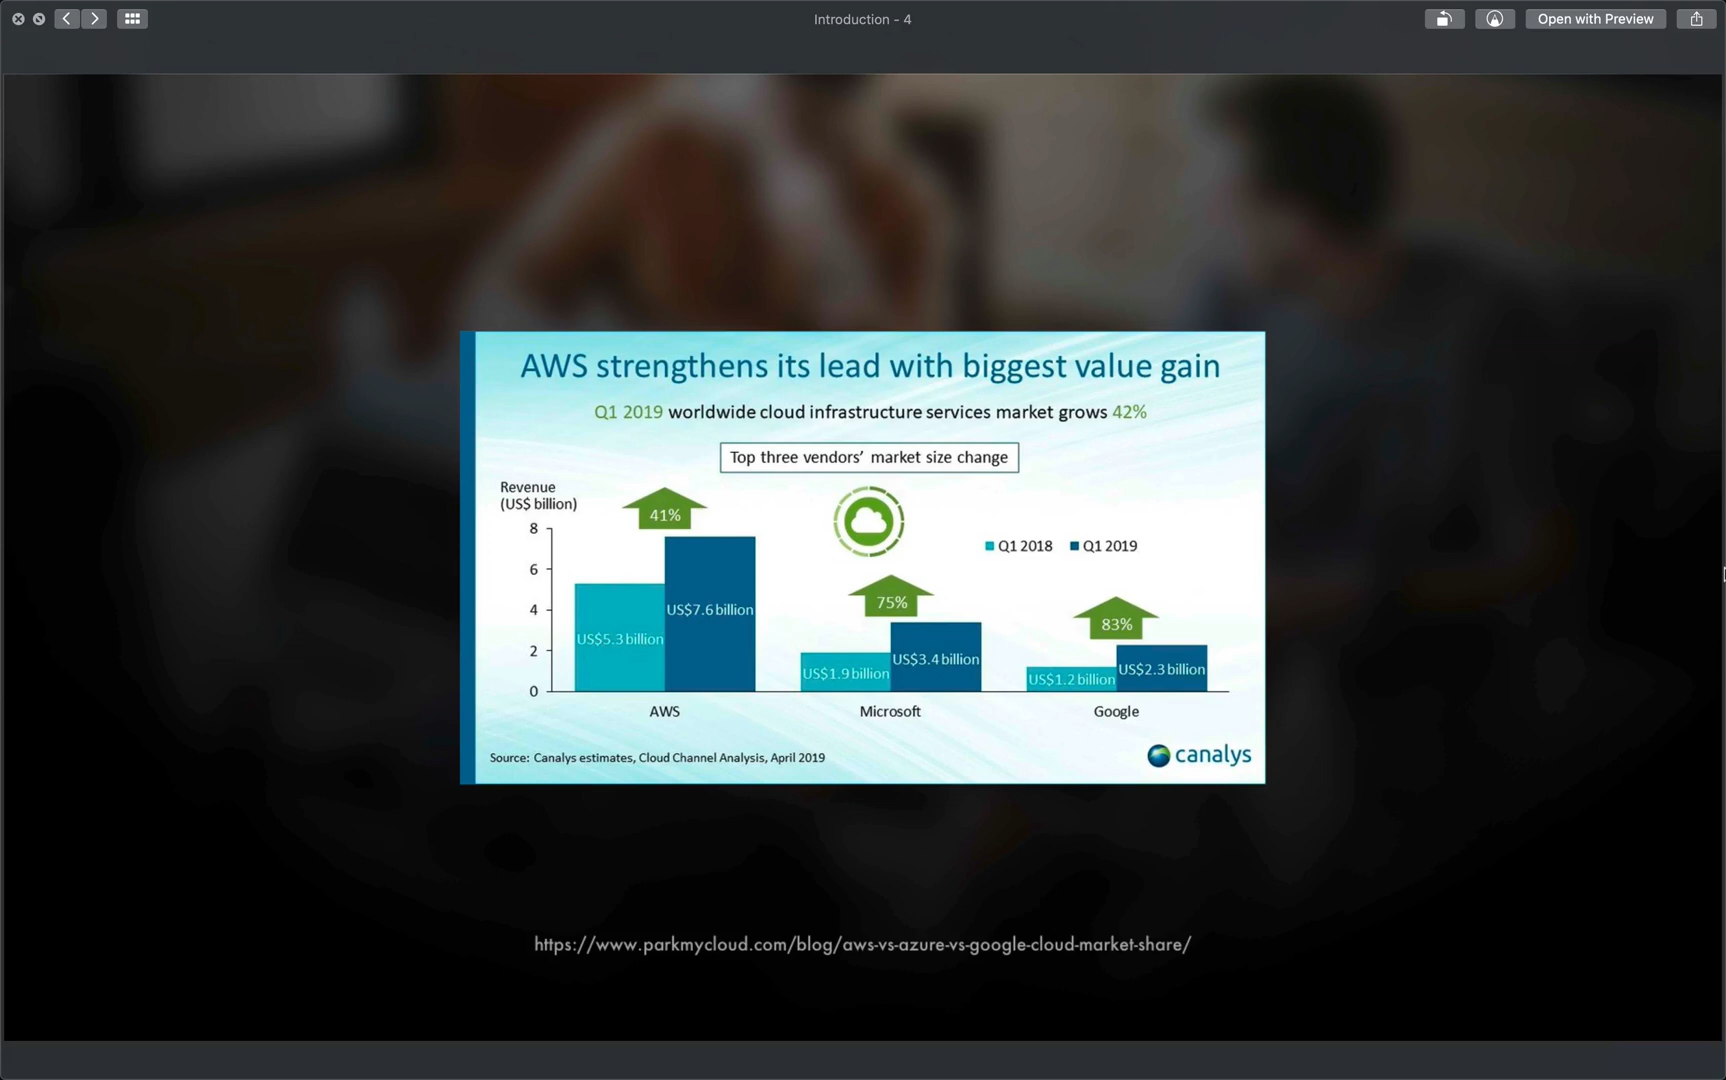 Introduction - 4
Open with Preview
AWS strengthens its lead with biggest value gain
Q1 2019 worldwide cloud infrastructure services market grows 42%
Top three vendors' market size change
Revenue
(US$ billion)
8
6
4
2
0
41%
75%
83%
Q1 2018
Q1 2019
US$5.3 billion
US$7.6 billion
US$1.9 billion
US$3.4 billion
US$1.2 billion
US$2.3 billion
AWS
Microsoft
Google
Source: Canalys estimates, Cloud Channel Analysis, April 2019
canalys
https://www.parkmycloud.com/blog/aws-vs-azure-vs-google-cloud-market-share/